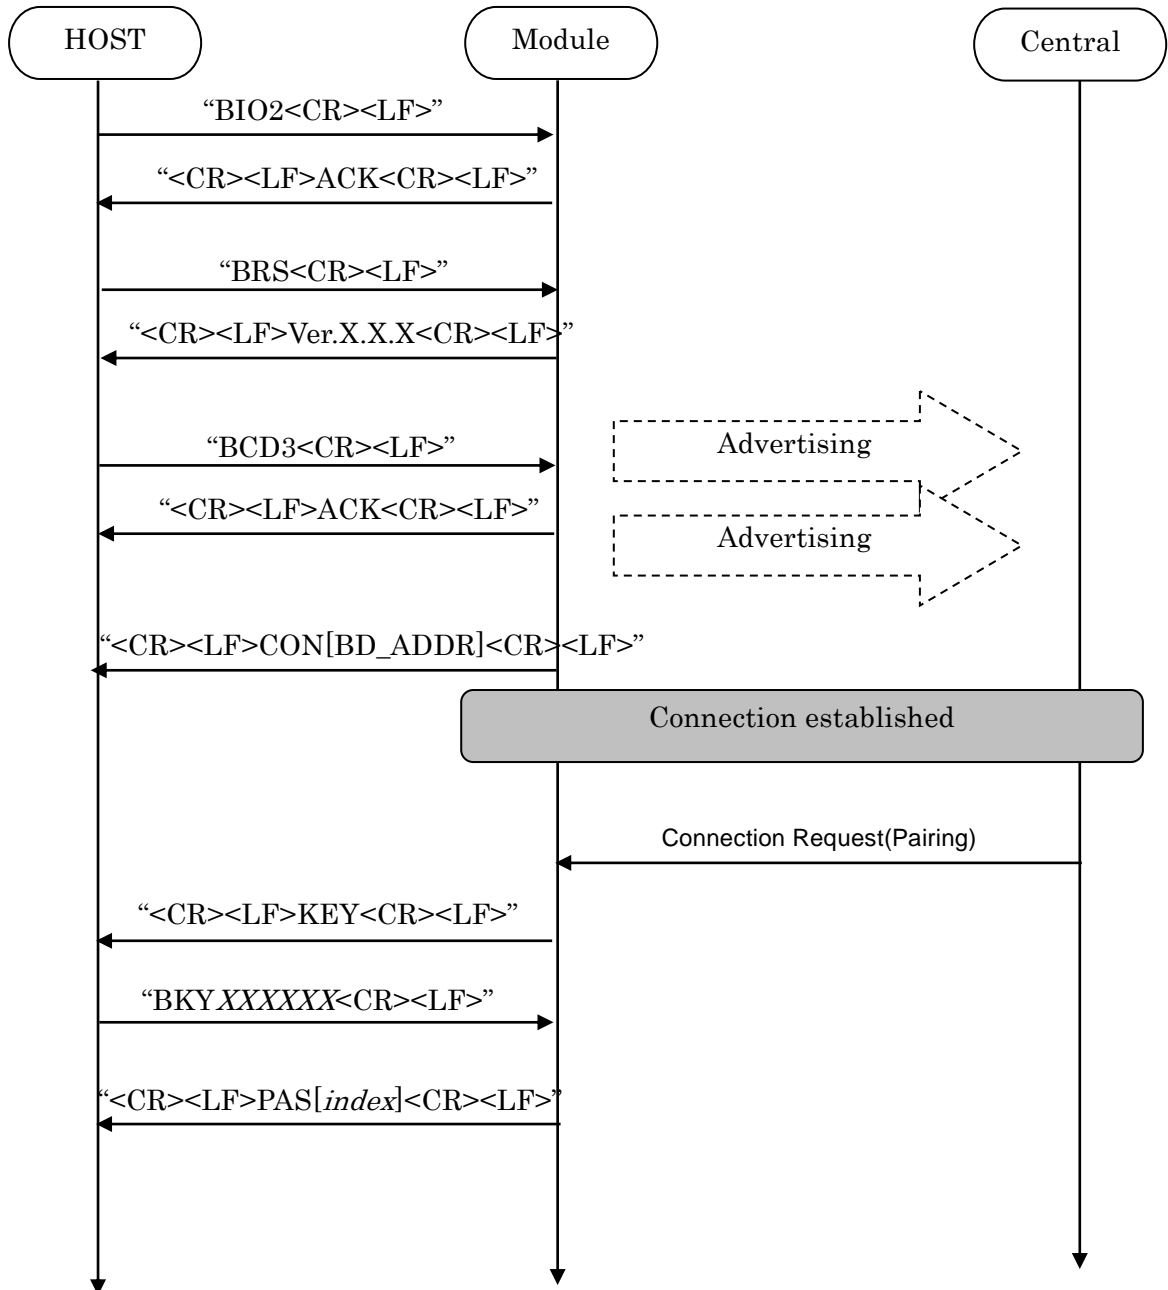 HOST
Module
Central
“BIO2<CR><LF>”
“<CR><LF>ACK<CR><LF>”
“BRS<CR><LF>”
“<CR><LF>Ver.X.X.X<CR><LF>”
“BCD3<CR><LF>”
Advertising
“<CR><LF>ACK<CR><LF>”
Advertising
“<CR><LF>CON[BD_ADDR]<CR><LF>”
Connection established
Connection Request(Pairing)
“<CR><LF>KEY<CR><LF>”
“BKYXXXXXX<CR><LF>”
“<CR><LF>PAS[index]<CR><LF>”